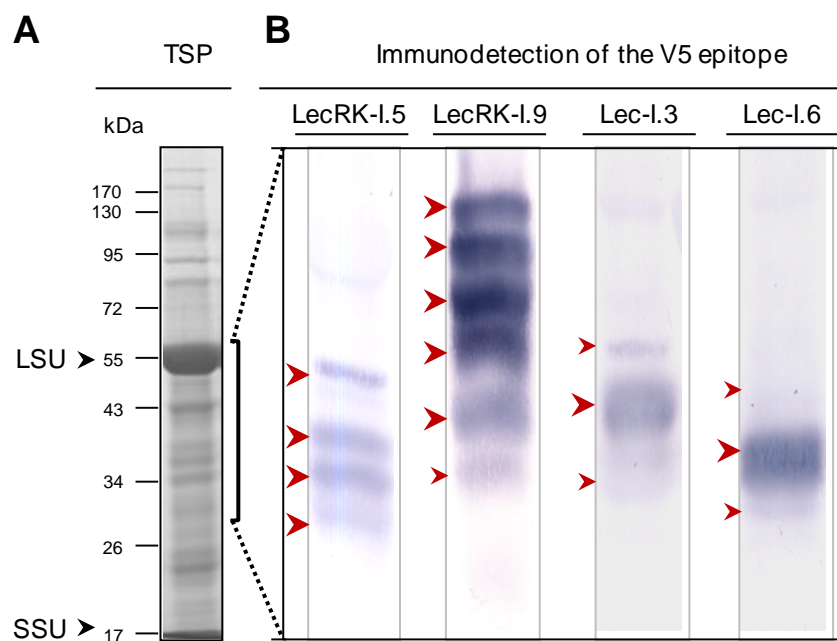 A
B
TSP
Immunodetection of the V5 epitope
kDa
LecRK-I.5
LecRK-I.9
Lec-I.3
Lec-I.6
170
130
95
72
LSU
55
43
34
26
SSU
17